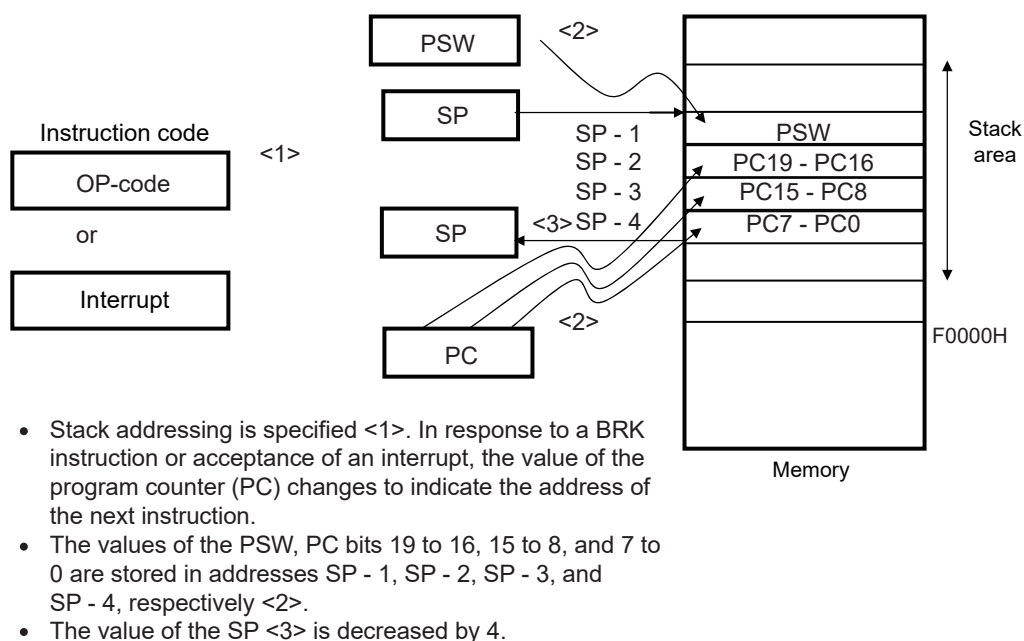 PSW
<2>
SP
Instruction code
<1>
OP-code
or
Interrupt
SP - 1
SP - 2
SP - 3
<3> SP - 4
SP
<2>
PC
PSW
PC19 - PC16
PC15 - PC8
PC7 - PC0
Stack
area
F0000H
Memory
• Stack addressing is specified <1>. In response to a BRK
instruction or acceptance of an interrupt, the value of the
program counter (PC) changes to indicate the address of
the next instruction.
• The values of the PSW, PC bits 19 to 16, 15 to 8, and 7 to
0 are stored in addresses SP - 1, SP - 2, SP - 3, and
SP - 4, respectively <2>.
• The value of the SP <3> is decreased by 4.